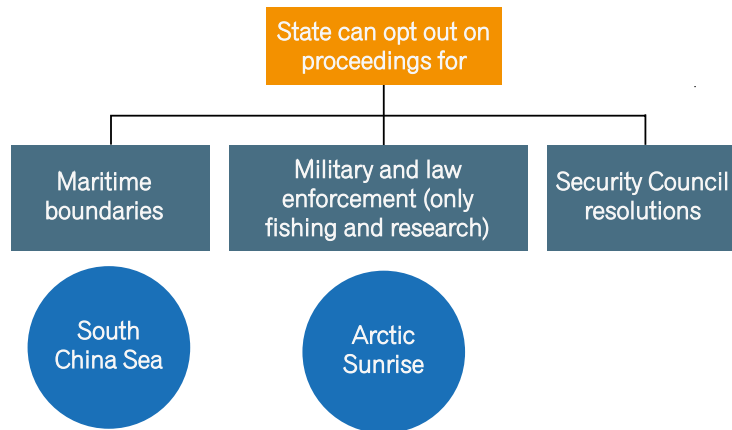 State can opt out on
proceedings for
Maritime
boundaries
Military and law
enforcement (only
fishing and research)
Security Council
resolutions
South
China Sea
Arctic
Sunrise